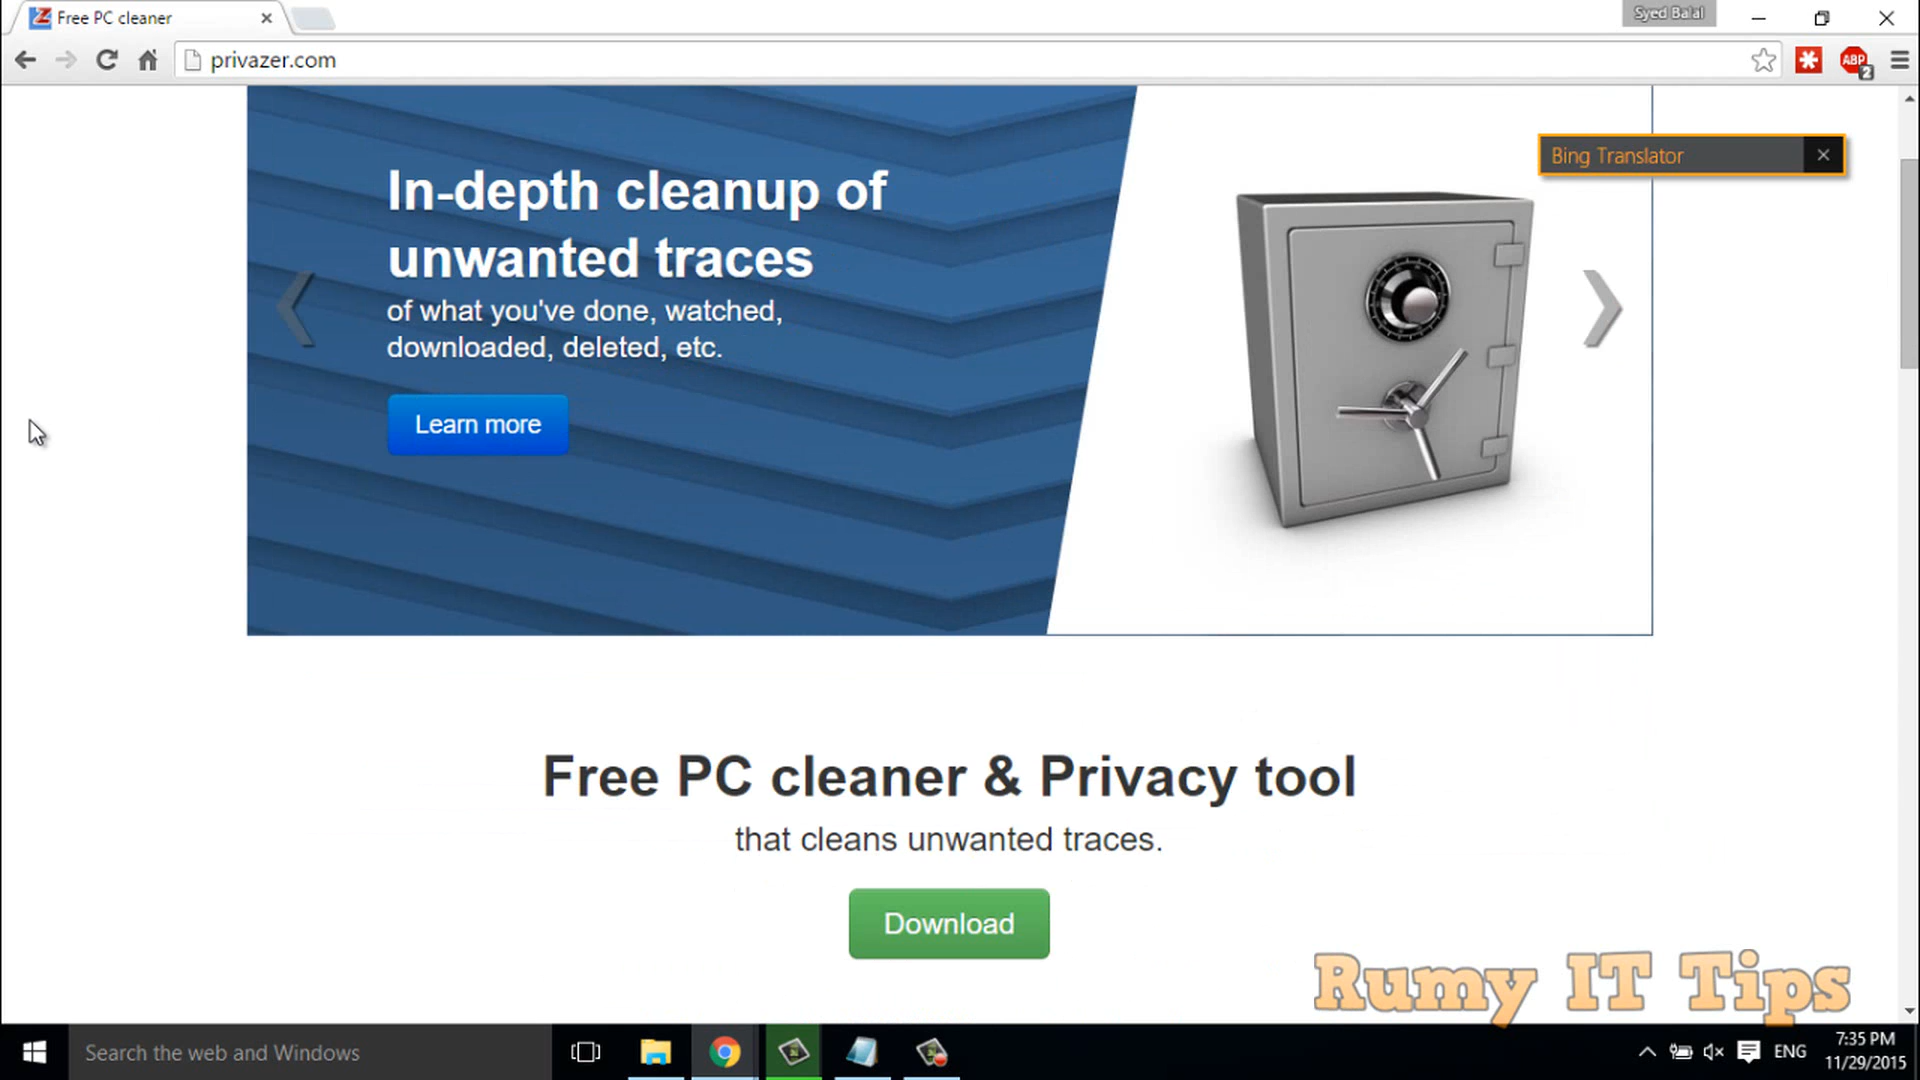 Free PC cleaner
Syed Balal
privazer.com
ABP
2
Bing Translator
In-depth cleanup of
unwanted traces
of what you've done, watched,
downloaded, deleted, etc.
Learn more
Free PC cleaner & Privacy tool
that cleans unwanted traces.
Download
Rumy IT Tips
Search the web and Windows
ENG
7:35 PM
11/29/2015